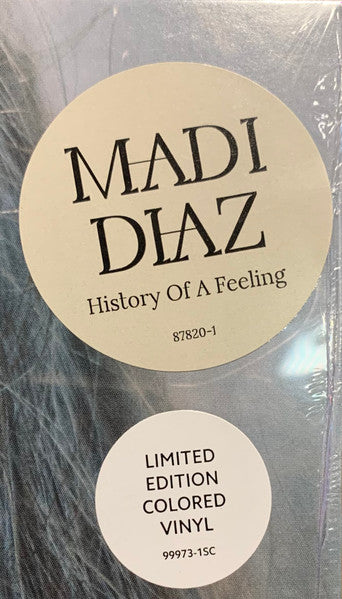 MADI
DIAZ
History Of A Feeling
87820-1
LIMITED
EDITION
COLORED
VINYL
99973-1SC